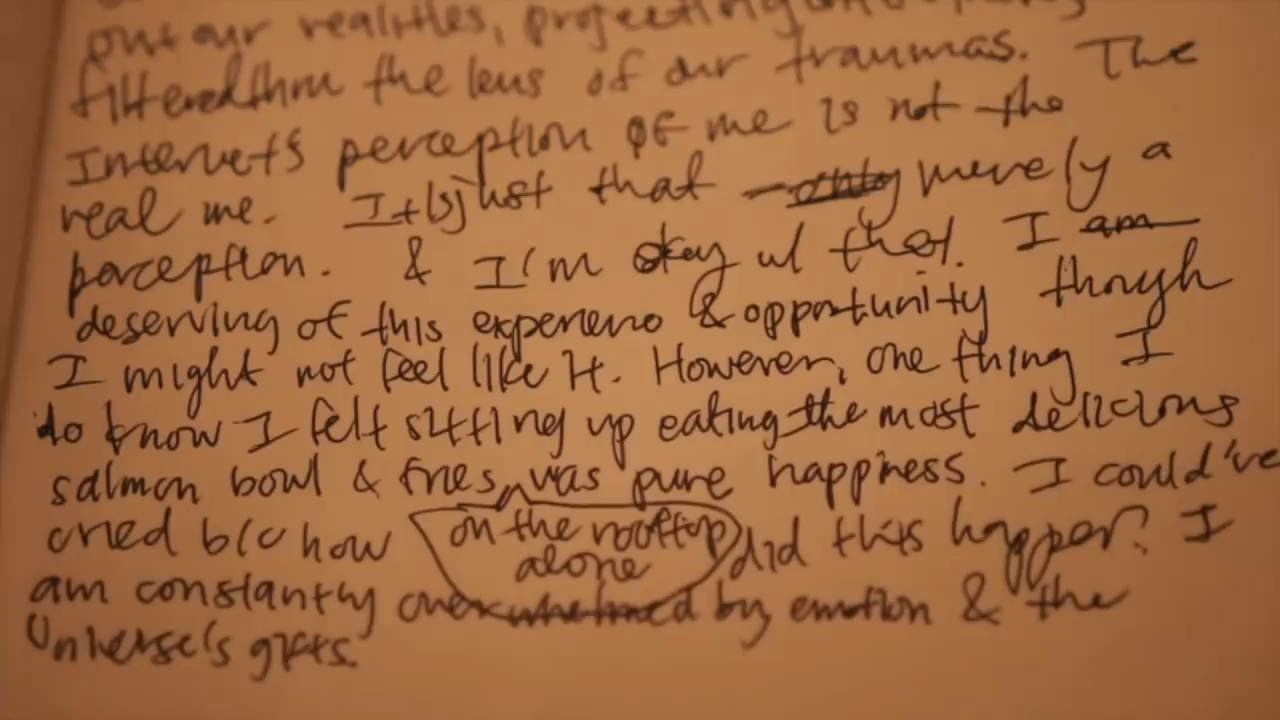 out our realities, projecting
filtered thru the lens of our traumas. The
Internet's perception of me is not the
real me. It's just that only merely a
perception. & I'm okay w/ that. I am
deserving of this experience & opportunity though
I might not feel like it. However, one thing I
do know I felt sitting up eating the most delicious
salmon bowl & fries, was pure happiness. I could've
on the rooftop
cried b/c how did this happen? I
alone
am constantly overwhelmed by emotion & the
Universe's gifts.